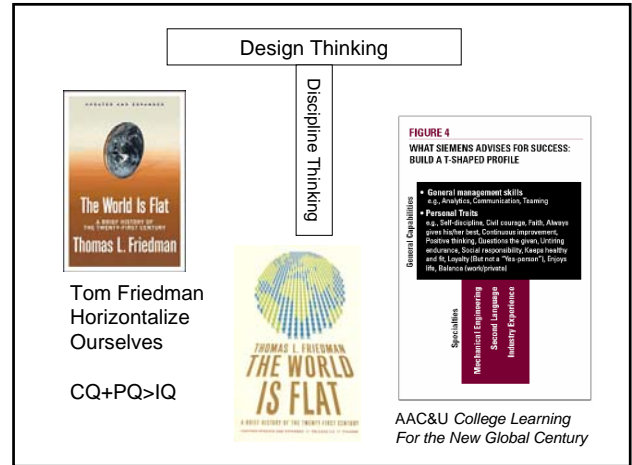 Design Thinking
Discipline Thinking
UPDATED AND EXPANDED
The World Is Flat
A BRIEF HISTORY OF
THE TWENTY-FIRST CENTURY
Thomas L. Friedman
Tom Friedman
Horizontalize
Ourselves
CQ+PQ>IQ
THOMAS L. FRIEDMAN
THE WORLD
IS FLAT
A BRIEF HISTORY OF THE TWENTY-FIRST CENTURY
FIGURE 4
WHAT SIEMENS ADVISES FOR SUCCESS:
BUILD A T-SHAPED PROFILE
General Capabilities
• General management skills
e.g., Analytics, Communication, Teaming
• Personal Traits
e.g., Self-discipline, Civil courage, Faith, Always
gives his/her best, Continuous improvement,
Positive thinking, Questions the given, Untiring
endurance, Social responsibility, Keeps healthy
and fit, Loyalty (But not a "Yes-person"), Enjoys
life, Balance (work/private)
Specialties
Mechanical Engineering
Second Language
Industry Experience
AAC&U College Learning
For the New Global Century